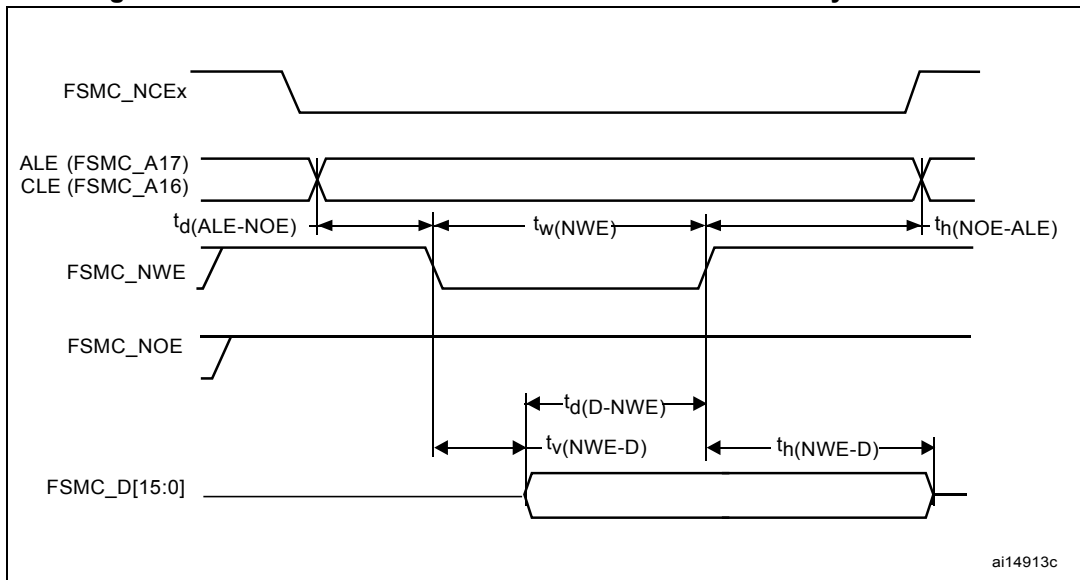 FSMC_NCEx
ALE (FSMC_A17)
CLE (FSMC_A16)
td(ALE-NOE)
tw(NWE)
th(NOE-ALE)
FSMC_NWE
FSMC_NOE
td(D-NWE)
tv(NWE-D)
th(NWE-D)
FSMC_D[15:0]
ai14913c